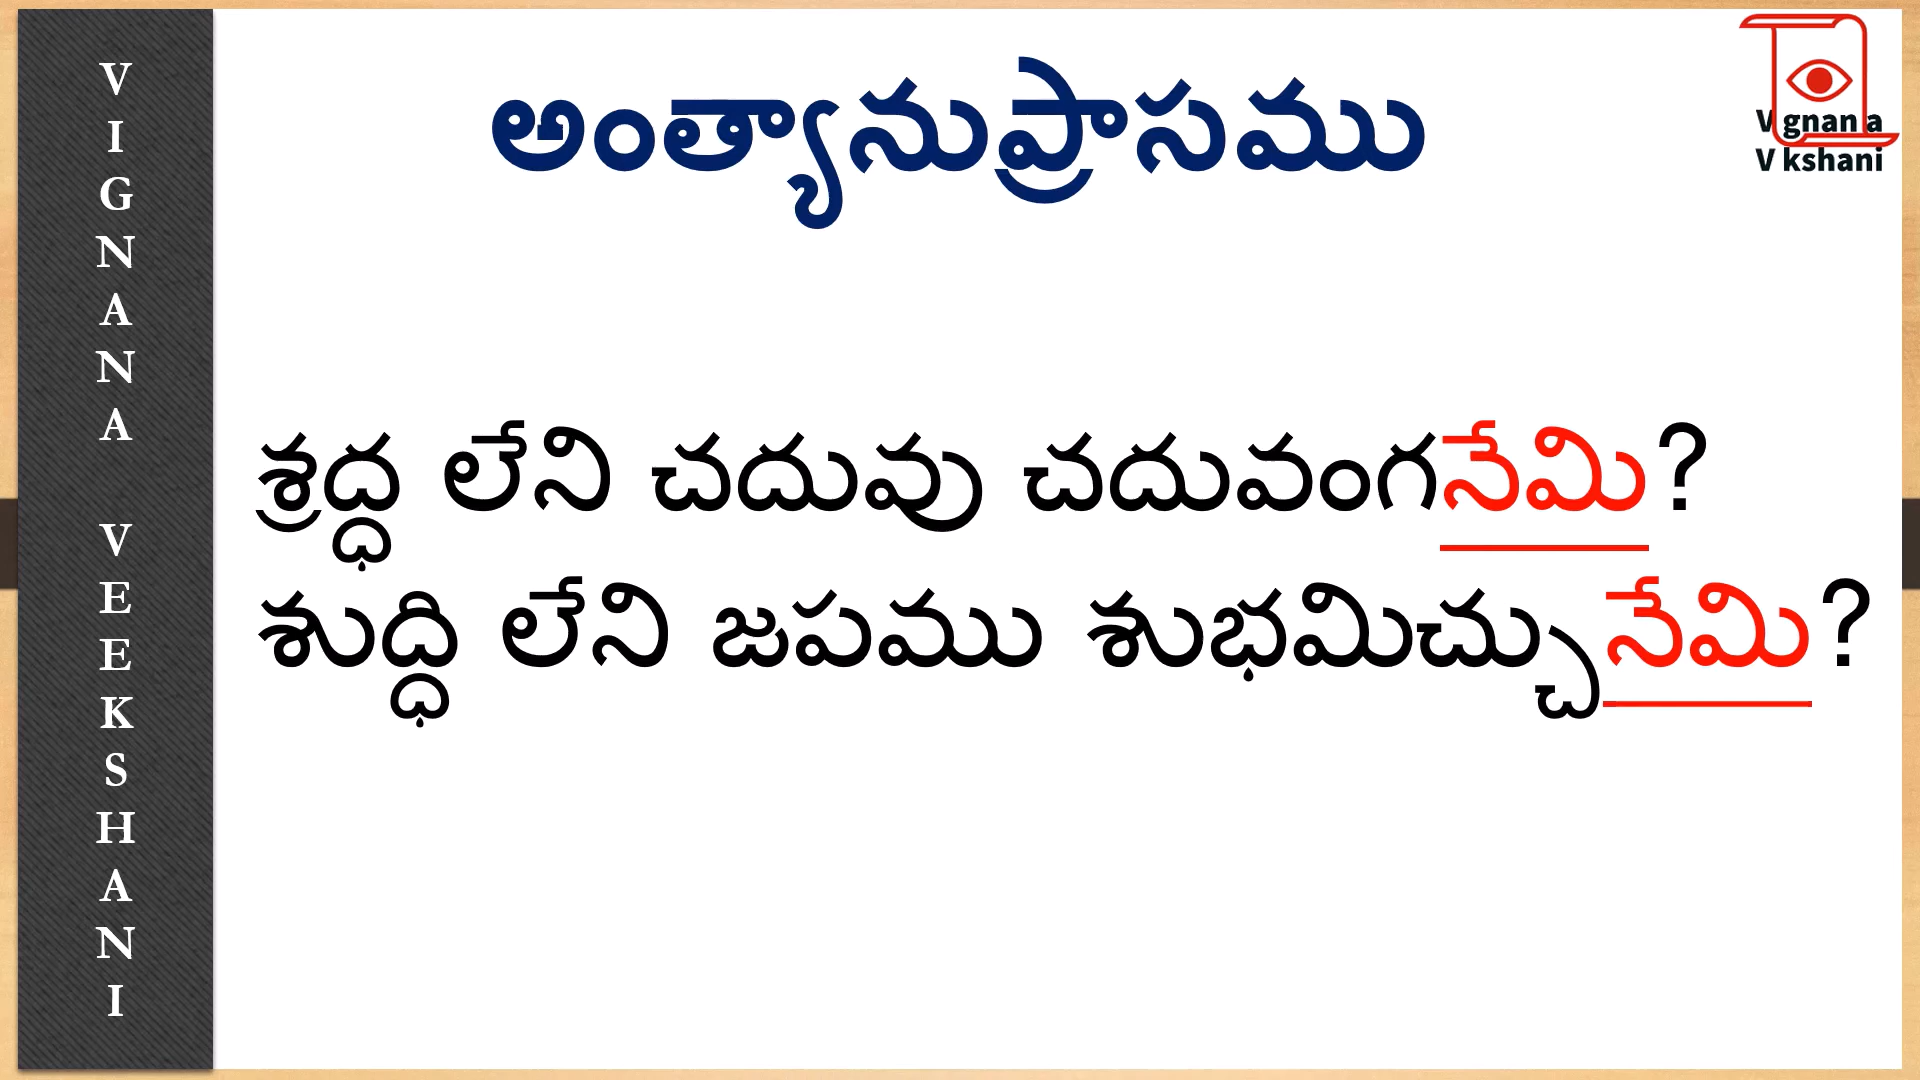 VIGNANA VEEKSHANI
అంత్యానుప్రాసము
Vignana
Vikshani
శ్రద్ధ లేని చదువు చదువంగనేమి?
శుద్ధి లేని జపము శుభమిచ్చునేమి?